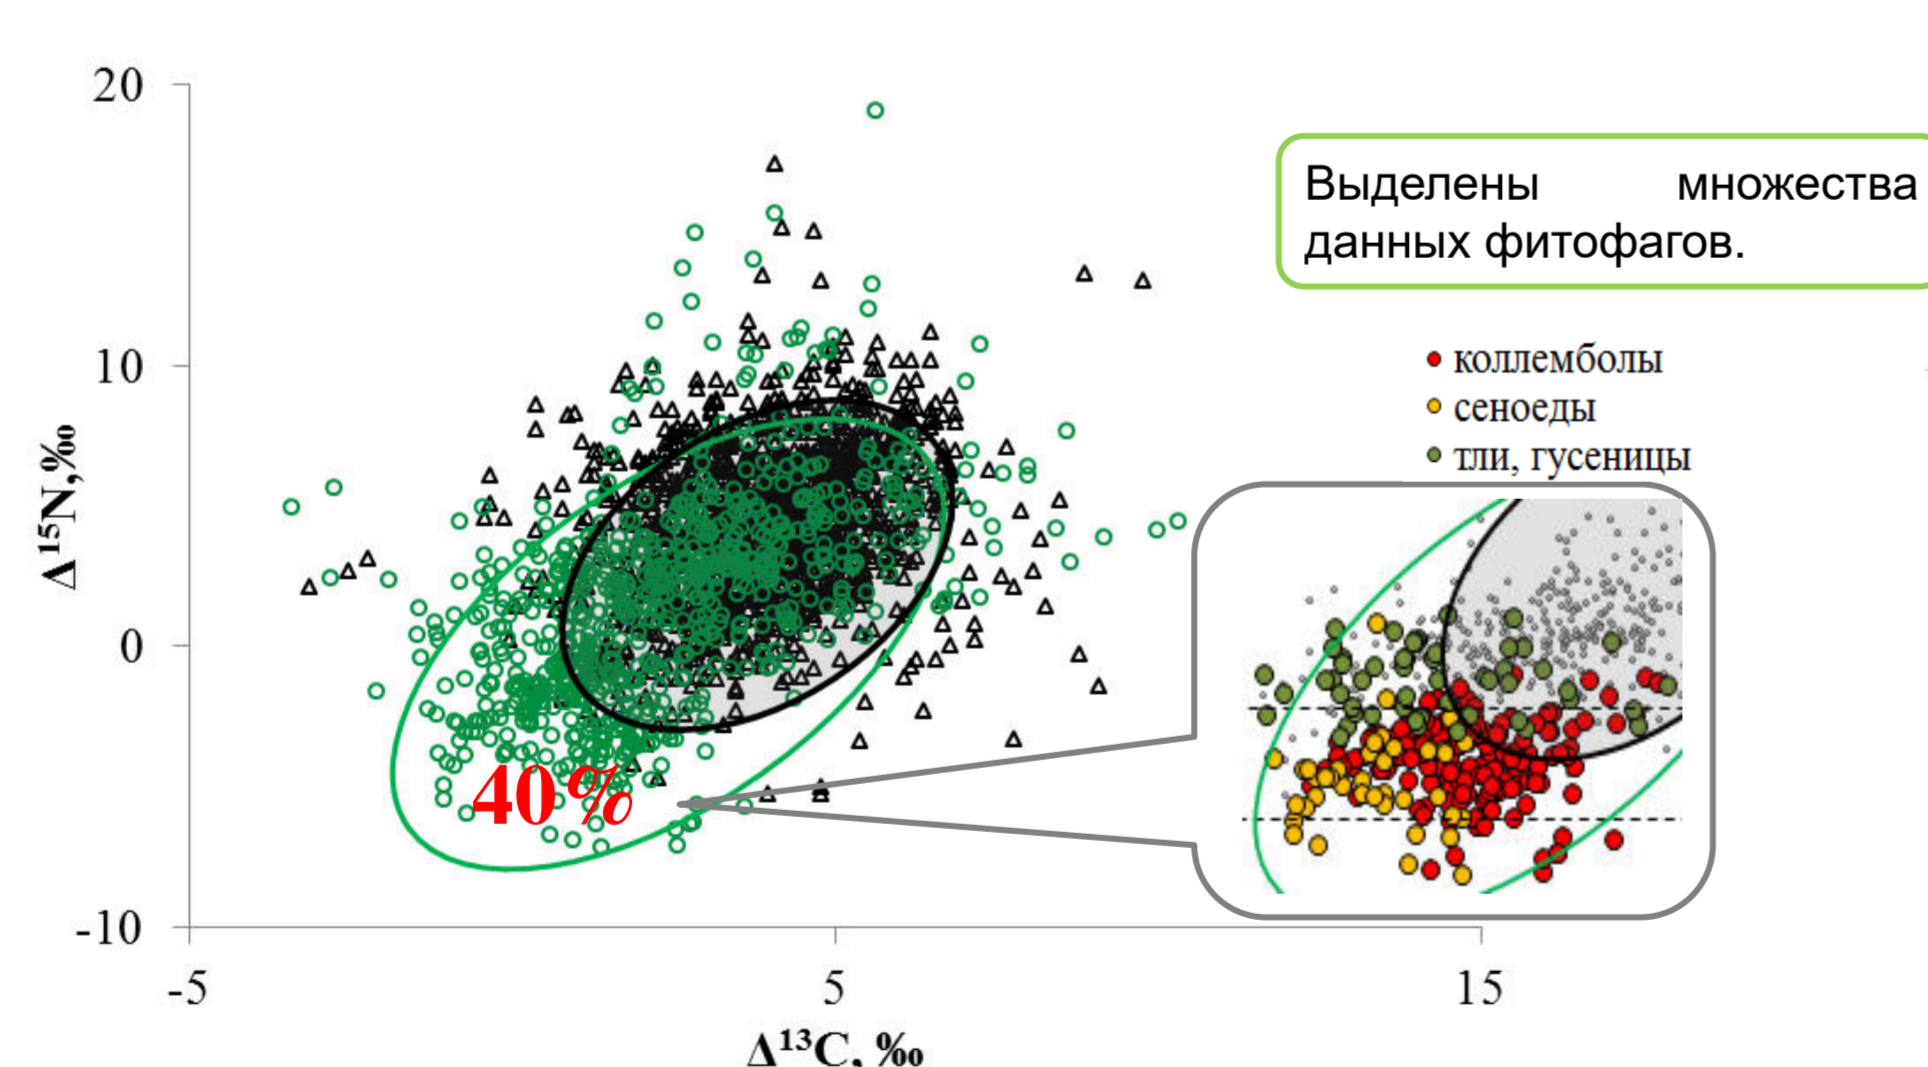 20
10
0
-10
-5
5
15
Δ¹⁵N,‰
Δ¹³C, ‰
40%
Выделены множества
данных фитофагов.
коллемболы
сеноеды
тли, гусеницы